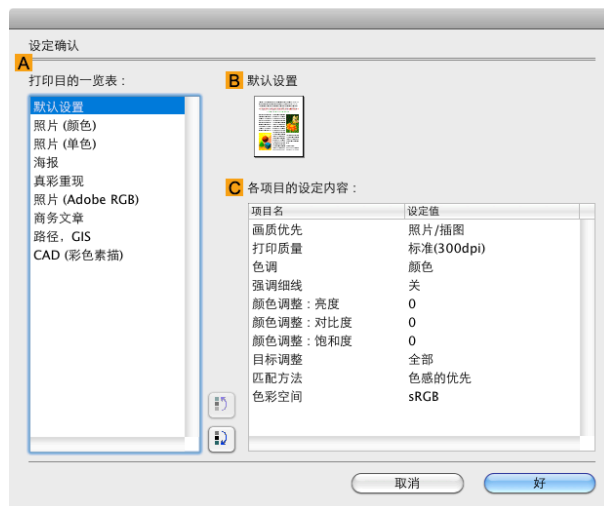 设定确认
A
打印目的一览表：
默认设置
照片 (颜色)
照片 (单色)
海报
真彩重现
照片 (Adobe RGB)
商务文章
路径，GIS
CAD (彩色素描)
B 默认设置
C 各项目的设定内容：
项目名 设定值
画质优先 照片/插图
打印质量 标准(300dpi)
色调 颜色
强调细线 关
颜色调整：亮度 0
颜色调整：对比度 0
颜色调整：饱和度 0
目标调整 全部
匹配方法 色感的优先
色彩空间 sRGB
取消 好